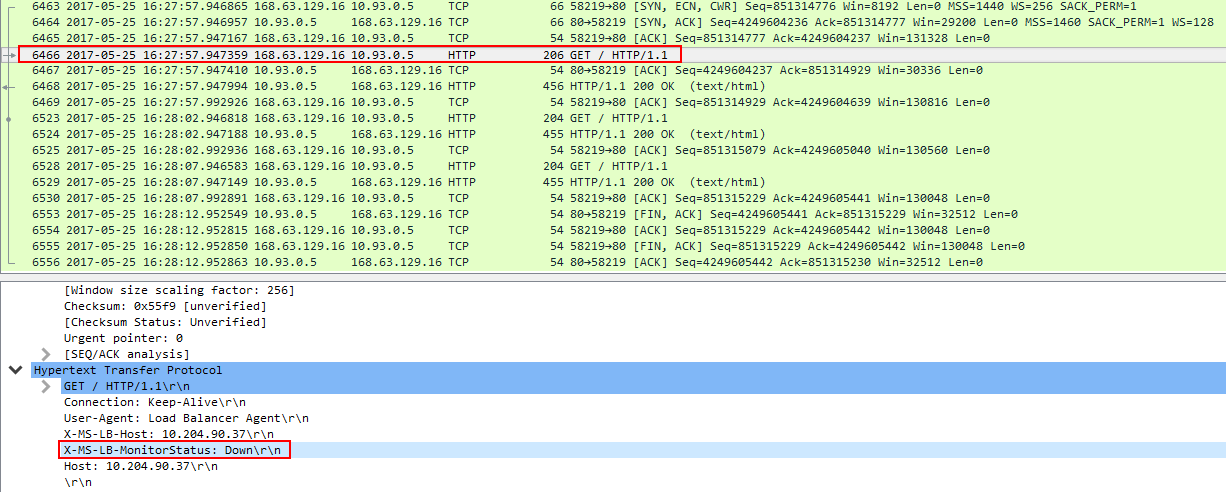 6463 2017-05-25 16:27:57.946865 168.63.129.16 10.93.0.5 TCP 66 58219→80 [SYN, ECN, CWR] Seq=851314776 Win=8192 Len=0 MSS=1440 WS=256 SACK_PERM=1
6464 2017-05-25 16:27:57.946957 10.93.0.5 168.63.129.16 TCP 66 80→58219 [SYN, ACK] Seq=4249604236 Ack=851314777 Win=29200 Len=0 MSS=1460 SACK_PERM=1 WS=128
6465 2017-05-25 16:27:57.947167 168.63.129.16 10.93.0.5 TCP 54 58219→80 [ACK] Seq=851314777 Ack=4249604237 Win=131328 Len=0
6466 2017-05-25 16:27:57.947359 168.63.129.16 10.93.0.5 HTTP 206 GET / HTTP/1.1
6467 2017-05-25 16:27:57.947410 10.93.0.5 168.63.129.16 TCP 54 80→58219 [ACK] Seq=4249604237 Ack=851314929 Win=30336 Len=0
6468 2017-05-25 16:27:57.947994 10.93.0.5 168.63.129.16 HTTP 456 HTTP/1.1 200 OK (text/html)
6469 2017-05-25 16:27:57.992926 168.63.129.16 10.93.0.5 TCP 54 58219→80 [ACK] Seq=851314929 Ack=4249604639 Win=130816 Len=0
6523 2017-05-25 16:28:02.946818 168.63.129.16 10.93.0.5 HTTP 204 GET / HTTP/1.1
6524 2017-05-25 16:28:02.947188 10.93.0.5 168.63.129.16 HTTP 455 HTTP/1.1 200 OK (text/html)
6525 2017-05-25 16:28:02.992936 168.63.129.16 10.93.0.5 TCP 54 58219→80 [ACK] Seq=851315079 Ack=4249605040 Win=130560 Len=0
6528 2017-05-25 16:28:07.946583 168.63.129.16 10.93.0.5 HTTP 204 GET / HTTP/1.1
6529 2017-05-25 16:28:07.947149 10.93.0.5 168.63.129.16 HTTP 455 HTTP/1.1 200 OK (text/html)
6530 2017-05-25 16:28:07.992891 168.63.129.16 10.93.0.5 TCP 54 58219→80 [ACK] Seq=851315229 Ack=4249605441 Win=130048 Len=0
6553 2017-05-25 16:28:12.952549 10.93.0.5 168.63.129.16 TCP 54 80→58219 [FIN, ACK] Seq=4249605441 Ack=851315229 Win=32512 Len=0
6554 2017-05-25 16:28:12.952815 168.63.129.16 10.93.0.5 TCP 54 58219→80 [ACK] Seq=851315229 Ack=4249605442 Win=130048 Len=0
6555 2017-05-25 16:28:12.952850 168.63.129.16 10.93.0.5 TCP 54 58219→80 [FIN, ACK] Seq=851315229 Ack=4249605442 Win=130048 Len=0
6556 2017-05-25 16:28:12.952863 10.93.0.5 168.63.129.16 TCP 54 80→58219 [ACK] Seq=4249605442 Ack=851315230 Win=32512 Len=0
[Window size scaling factor: 256]
Checksum: 0x55f9 [unverified]
[Checksum Status: Unverified]
Urgent pointer: 0
[SEQ/ACK analysis]
Hypertext Transfer Protocol
GET / HTTP/1.1\r\n
Connection: Keep-Alive\r\n
User-Agent: Load Balancer Agent\r\n
X-MS-LB-Host: 10.204.90.37\r\n
X-MS-LB-MonitorStatus: Down\r\n
Host: 10.204.90.37\r\n
\r\n